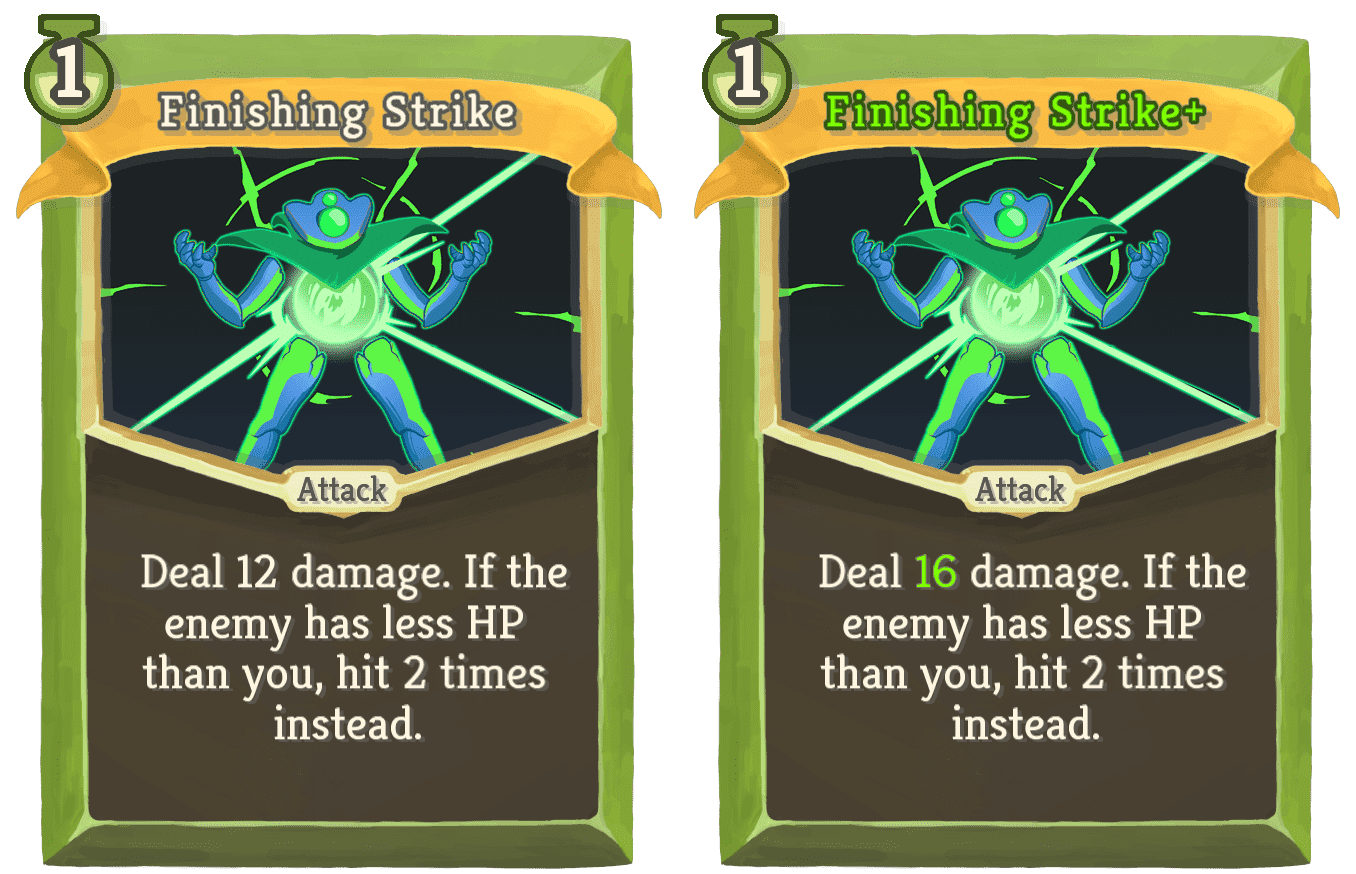 1
Finishing Strike
Attack
Deal 12 damage. If the
enemy has less HP
than you, hit 2 times
instead.
1
Finishing Strike+
Attack
Deal 16 damage. If the
enemy has less HP
than you, hit 2 times
instead.